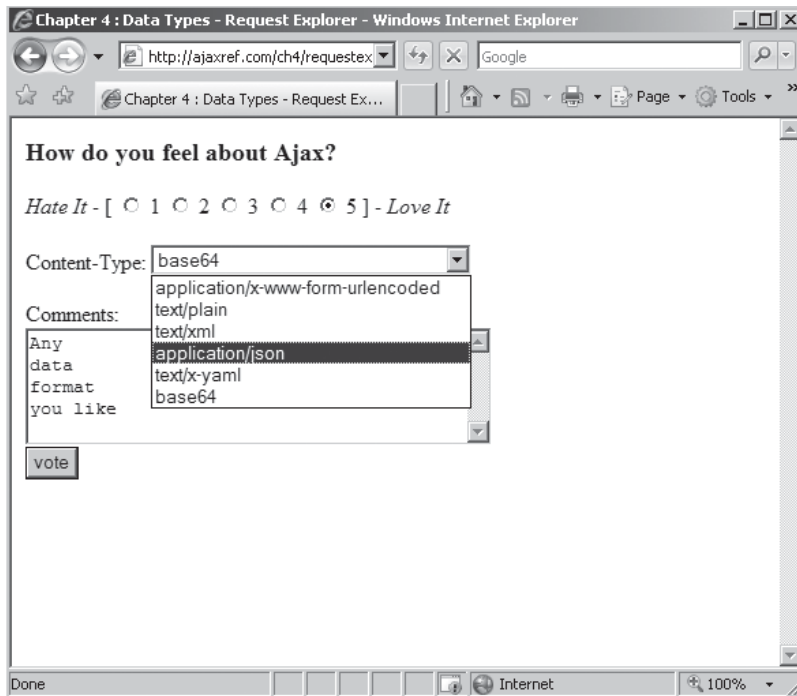 Chapter 4 : Data Types - Request Explorer - Windows Internet Explorer
http://ajaxref.com/ch4/requestex
Google
Chapter 4 : Data Types - Request Ex...
Page
Tools
»
How do you feel about Ajax?
Hate It - [ 1 2 3 4 5 ] - Love It
Content-Type: base64
application/x-www-form-urlencoded
text/plain
text/xml
application/json
text/x-yaml
base64
Comments:
Any
data
format
you like
vote
Done
Internet
100%